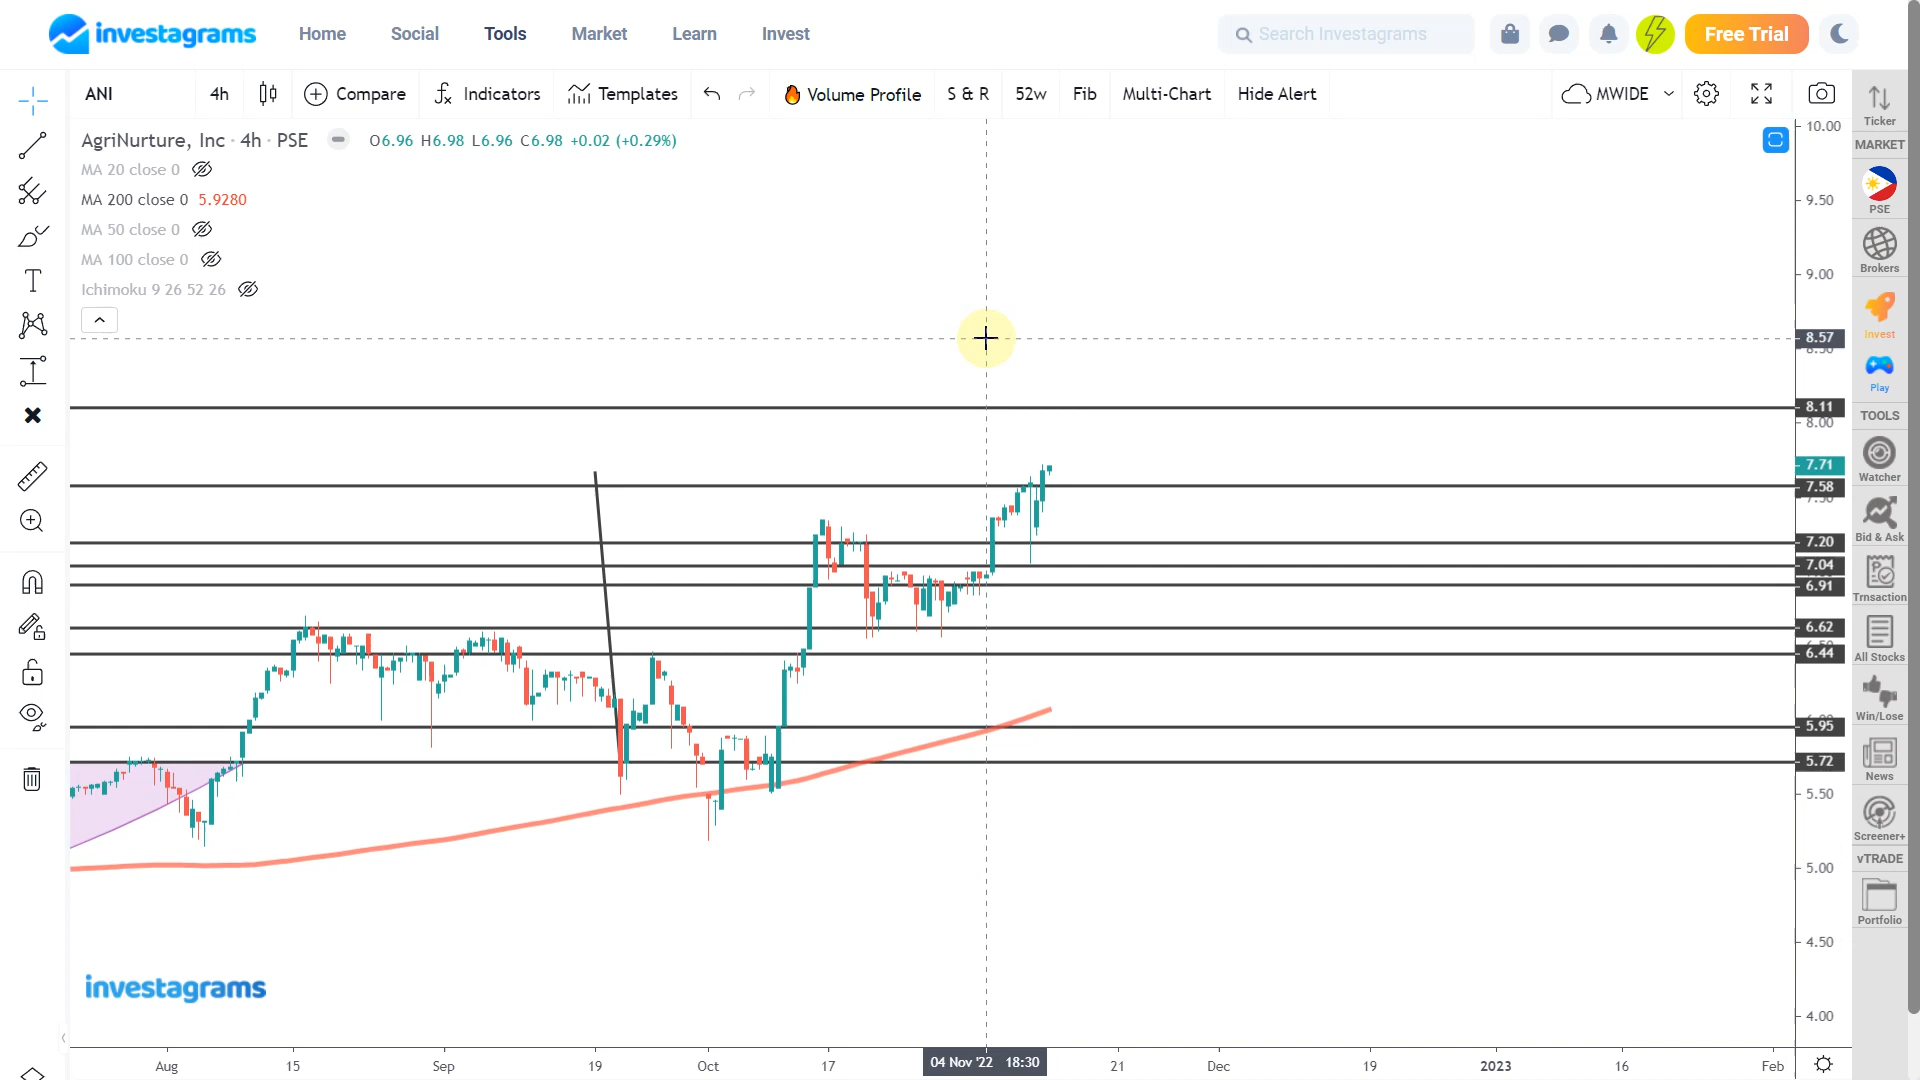 investagrams Home Social Tools Market Learn Invest Search Investagrams Free Trial
ANI 4h Compare Indicators Templates Volume Profile S & R 52w Fib Multi-Chart Hide Alert MWIDE
AgriNurture, Inc · 4h · PSE O6.96 H6.98 L6.96 C6.98 +0.02 (+0.29%)
MA 20 close 0
MA 200 close 0 5.9280
MA 50 close 0
MA 100 close 0
Ichimoku 9 26 52 26
10.00
9.50
9.00
8.57
8.50
8.11
8.00
7.71
7.58
7.20
7.04
6.91
6.62
6.44
5.95
5.72
5.50
5.00
4.50
4.00
investagrams
Aug 15 Sep 19 Oct 17 04 Nov '22 18:30 21 Dec 19 2023 16 Feb
Ticker
MARKET
PSE
Brokers
Invest
Play
TOOLS
Watcher
Bid & Ask
Trnsaction
All Stocks
Win/Lose
News
Screener+
vTRADE
Portfolio